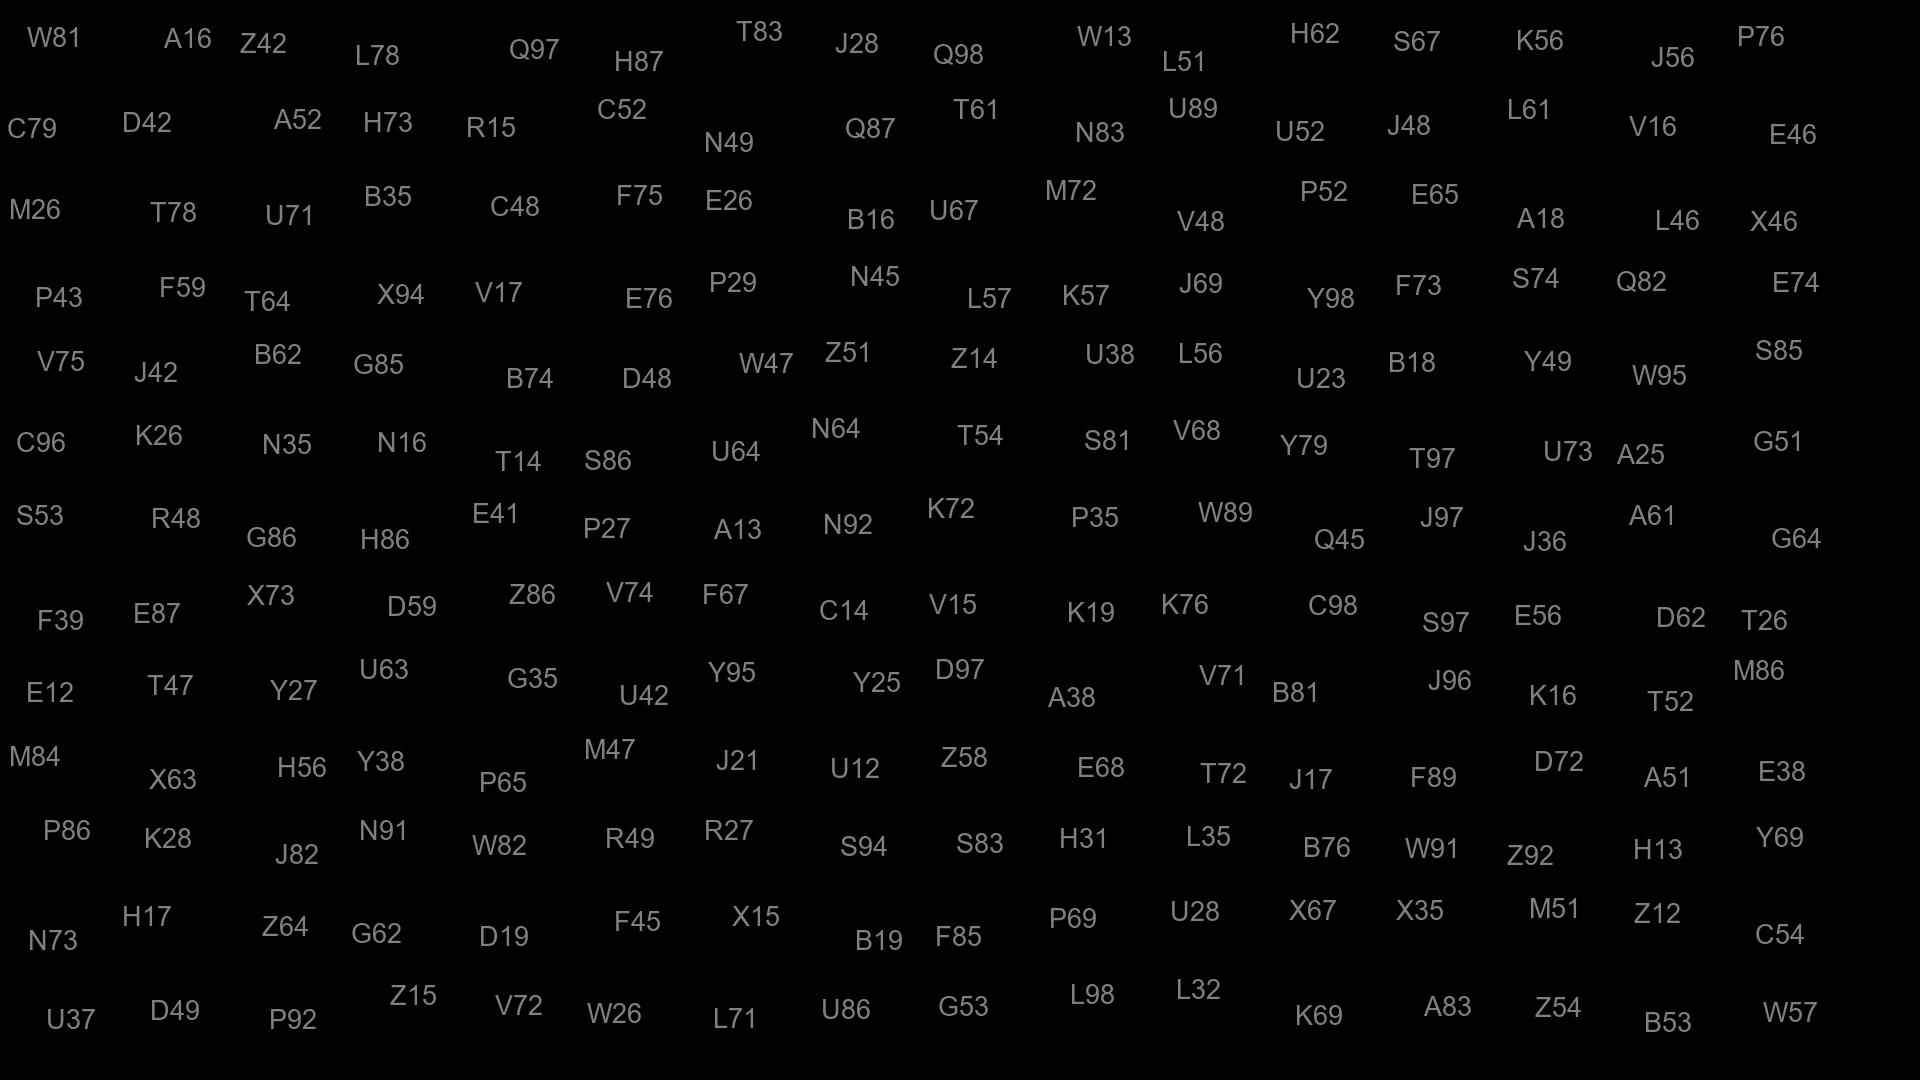 W81 A16 Z42 L78 Q97 H87 T83 J28 Q98 W13 L51 H62 S67 K56 J56 P76
C79 D42 A52 H73 R15 C52 N49 Q87 T61 N83 U89 U52 J48 L61 V16 E46
M26 T78 U71 B35 C48 F75 E26 B16 U67 M72 V48 P52 E65 A18 L46 X46
P43 F59 T64 X94 V17 E76 P29 N45 L57 K57 J69 Y98 F73 S74 Q82 E74
V75 J42 B62 G85 B74 D48 W47 Z51 Z14 U38 L56 U23 B18 Y49 W95 S85
C96 K26 N35 N16 T14 S86 U64 N64 T54 S81 V68 Y79 T97 U73 A25 G51
S53 R48 G86 H86 E41 P27 A13 N92 K72 P35 W89 Q45 J97 J36 A61 G64
F39 E87 X73 D59 Z86 V74 F67 C14 V15 K19 K76 C98 S97 E56 D62 T26
E12 T47 Y27 U63 G35 U42 Y95 Y25 D97 A38 V71 B81 J96 K16 T52 M86
M84 X63 H56 Y38 P65 M47 J21 U12 Z58 E68 T72 J17 F89 D72 A51 E38
P86 K28 J82 N91 W82 R49 R27 S94 S83 H31 L35 B76 W91 Z92 H13 Y69
N73 H17 Z64 G62 D19 F45 X15 B19 F85 P69 U28 X67 X35 M51 Z12 C54
U37 D49 P92 Z15 V72 W26 L71 U86 G53 L98 L32 K69 A83 Z54 B53 W57